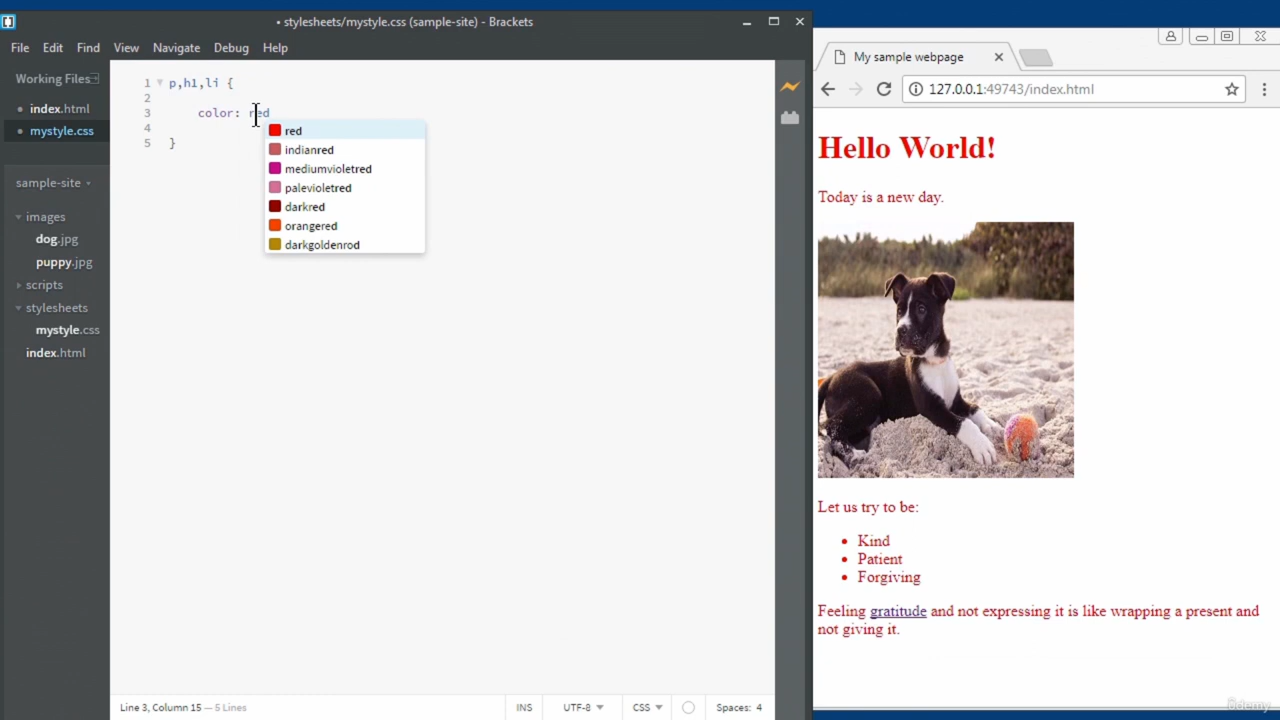 • stylesheets/mystyle.css (sample-site) - Brackets
File Edit Find View Navigate Debug Help
Working Files
index.html
mystyle.css
sample-site
images
dog.jpg
puppy.jpg
scripts
stylesheets
mystyle.css
index.html
1 p,h1,li {
2
3 color: red
4
5 }
red
indianred
mediumvioletred
palevioletred
darkred
orangered
darkgoldenrod
Line 3, Column 15 — 5 Lines
INS UTF-8 CSS Spaces: 4
My sample webpage
127.0.0.1:49743/index.html
Hello World!
Today is a new day.
Let us try to be:
• Kind
• Patient
• Forgiving
Feeling gratitude and not expressing it is like wrapping a present and
not giving it.
Udemy